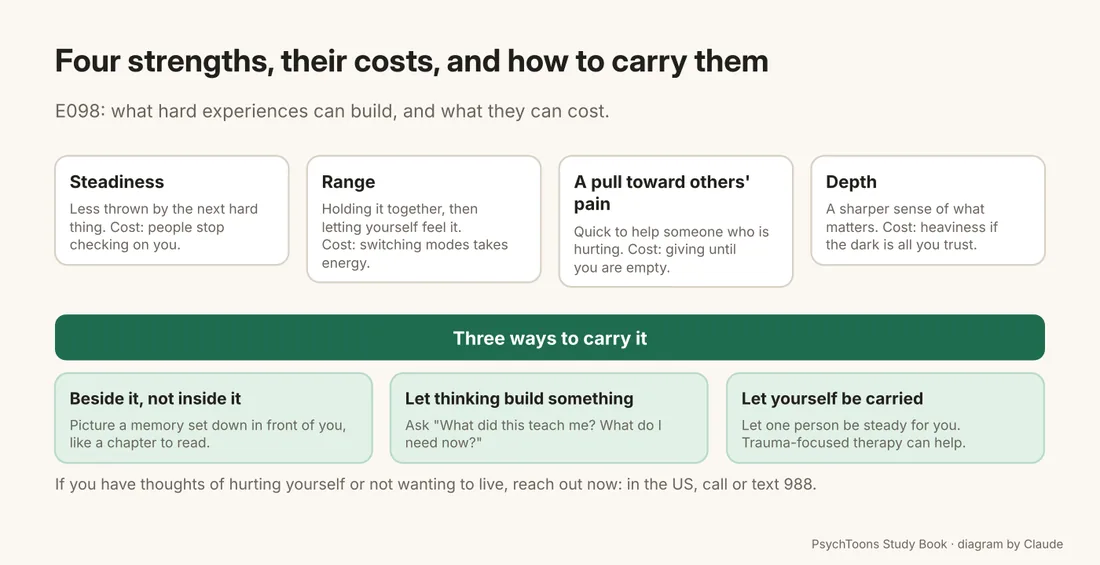 Four strengths, their costs, and how to carry them
E098: what hard experiences can build, and what they can cost.
Steadiness
Less thrown by the next hard
thing. Cost: people stop
checking on you.
Range
Holding it together, then
letting yourself feel it.
Cost: switching modes takes
energy.
A pull toward others'
pain
Quick to help someone who is
hurting. Cost: giving until
you are empty.
Depth
A sharper sense of what
matters. Cost: heaviness if
the dark is all you trust.
Three ways to carry it
Beside it, not inside it
Picture a memory set down in front of you,
like a chapter to read.
Let thinking build something
Ask "What did this teach me? What do I
need now?"
Let yourself be carried
Let one person be steady for you.
Trauma-focused therapy can help.
If you have thoughts of hurting yourself or not wanting to live, reach out now: in the US, call or text 988.
PsychToons Study Book · diagram by Claude